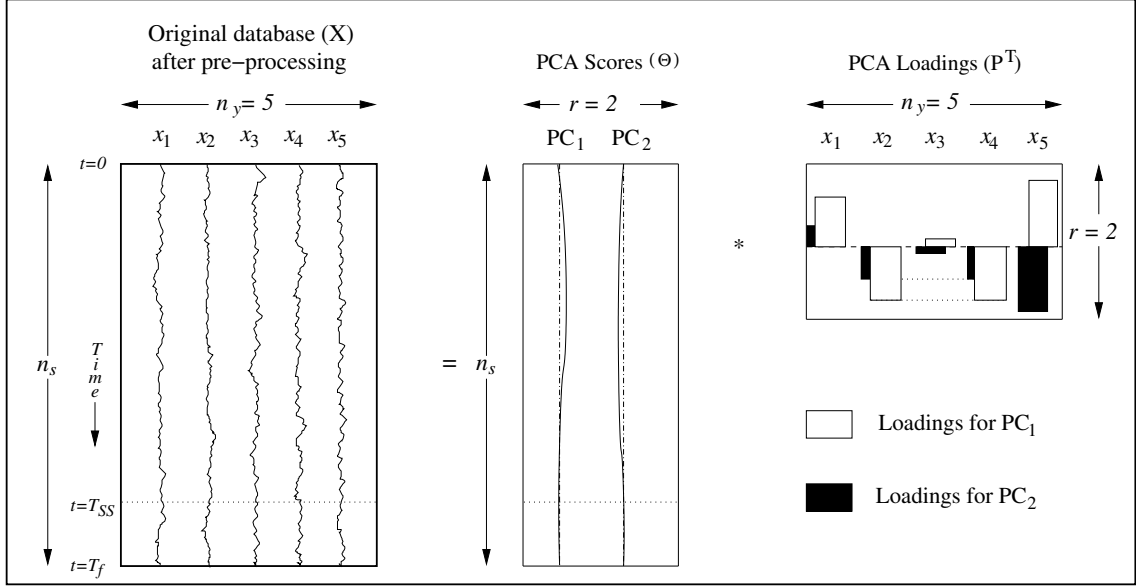 Original database (X)
after pre−processing
n_y= 5
x_1 x_2 x_3 x_4 x_5
t=0
n_s
Time
t=T_SS
t=T_f
=
PCA Scores (Θ)
r = 2
PC_1 PC_2
n_s
*
PCA Loadings (P^T)
n_y= 5
x_1 x_2 x_3 x_4 x_5
r = 2
Loadings for PC_1
Loadings for PC_2